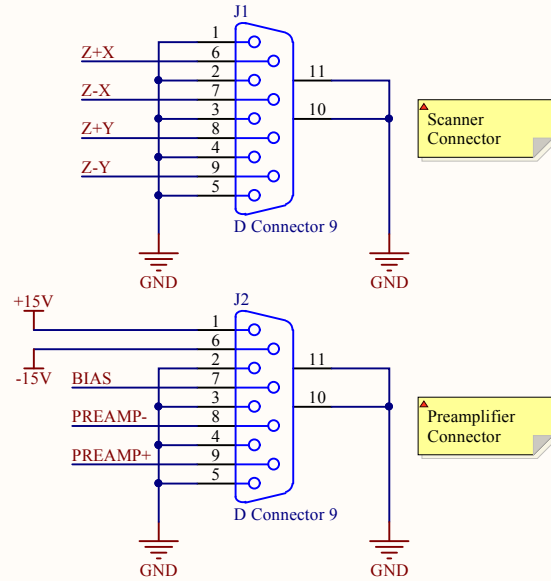 J1
1
Z+X
6
2
11
Z-X
7
3
10
Z+Y
8
4
Z-Y
9
5
D Connector 9
GND
GND
Scanner
Connector
J2
+15V
1
6
-15V
2
11
BIAS
7
3
10
PREAMP-
8
4
PREAMP+
9
5
D Connector 9
GND
GND
Preamplifier
Connector